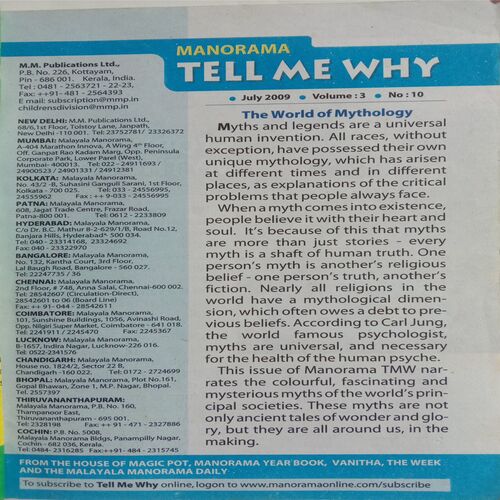 M.M. Publications Ltd.,
P.B. No. 226, Kottayam,
Pin - 686 001. Kerala, India.
Tel : 0481 - 2563721 - 22-23,
Fax: ++91- 481 - 2564393
E mail: subscription@mmp.in
childrensdivision@mmp.in
NEW DELHI: M.M. Publications Ltd.,
68/6,1st Floor, Tolstoy Lane, Janpath,
New Delhi -110 001. Tel: 23752781/ 23326372
MUMBAI: Malayala Manorama,
A-404 Marathon Innova, A Wing 4th Floor,
Off. Ganpat Rao Kadam Marg, Opp. Peninsula
Corporate Park, Lower Parel (West),
Mumbai-400013. Tel: 022 - 24911693 /
24900523 / 24901331 / 24912381
KOLKATA: Malayala Manorama,
No. 43/2 -B, Suhasini Ganguli Sarani, 1st Floor,
Kolkata - 700 025. Tel: 033 - 24556995,
24555962 Fax : ++ 9-033 - 24556995
PATNA: Malayala Manorama,
408, Jagat Trade Centre, Frazar Road,
Patna-800 001. Tel: 0612 - 2233809
HYDERABAD: Malayala Manorama,
C/o Dr. B.C. Mathur 8-2-629/1/B, Road No.12,
Banjara Hills, Hyderabad- 500 034.
Tel: 040 - 23314168, 23324692
Fax: 040 - 23322970
BANGALORE: Malayala Manorama,
No. 132, Kantha Court, 3rd Floor,
Lal Baugh Road, Bangalore - 560 027.
Tel: 22247735 / 36
CHENNAI: Malayala Manorama,
2nd Floor, # 748, Anna Salai, Chennai-600 002.
Tel: 28542607 (Circulation-Direct),
28542601 to 06 (Board Line)
Fax: ++ 91-044 - 28542611
COIMBATORE: Malayala Manorama,
101, Sunshine Buildings, 1056, Avinashi Road,
Opp. Nilgiri Super Market, Coimbatore - 641 018.
Tel: 2241911 / 2245470 Fax: 2245367
LUCKNOW: Malayala Manorama,
B-1657, Indira Nagar, Lucknow-226 016.
Tel: 0522-2341576
CHANDIGARH: Malayala Manorama,
House no. 1824/2, Sector 22 B,
Chandigarh -160 022. Tel: 0172 - 2724699
BHOPAL: Malayala Manorama, Plot No.161,
Gopal Bhawan, Zone 1. M.P. Nagar, Bhopal.
Tel. 2557397
THIRUVANANTHAPURAM:
Malayala Manorama, P.B. No. 160,
Thampanoor East,
Thiruvananthapuram - 695 001.
Tel: 2328198 Fax: ++ 91 - 471 - 2327886
COCHIN: P.B. No. 5008,
Malayala Manorama Bldgs, Panampilly Nagar,
Cochin - 682 036, Kerala.
Tel: 0484- 2316285 Fax:++91- 484 - 2315745
MANORAMA
TELL ME WHY
• July 2009 • Volume : 3 • No : 10
The World of Mythology
Myths and legends are a universal
human invention. All races, without
exception, have possessed their own
unique mythology, which has arisen
at different times and in different
places, as explanations of the critical
problems that people always face.
When a myth comes into existence,
people believe it with their heart and
soul. It's because of this that myths
are more than just stories - every
myth is a shaft of human truth. One
person's myth is another's religious
belief - one person's truth, another's
fiction. Nearly all religions in the
world have a mythological dimen-
sion, which often owes a debt to pre-
vious beliefs. According to Carl Jung,
the world famous psychologist,
myths are universal, and necessary
for the health of the human psyche.
This issue of Manorama TMW nar-
rates the colourful, fascinating and
mysterious myths of the world's prin-
cipal societies. These myths are not
only ancient tales of wonder and glo-
ry, but they are all around us, in the
making.
FROM THE HOUSE OF MAGIC POT, MANORAMA YEAR BOOK, VANITHA, THE WEEK
AND THE MALAYALA MANORAMA DAILY
To subscribe to Tell Me Why online, logon to www.manoramaonline.com/subscribe